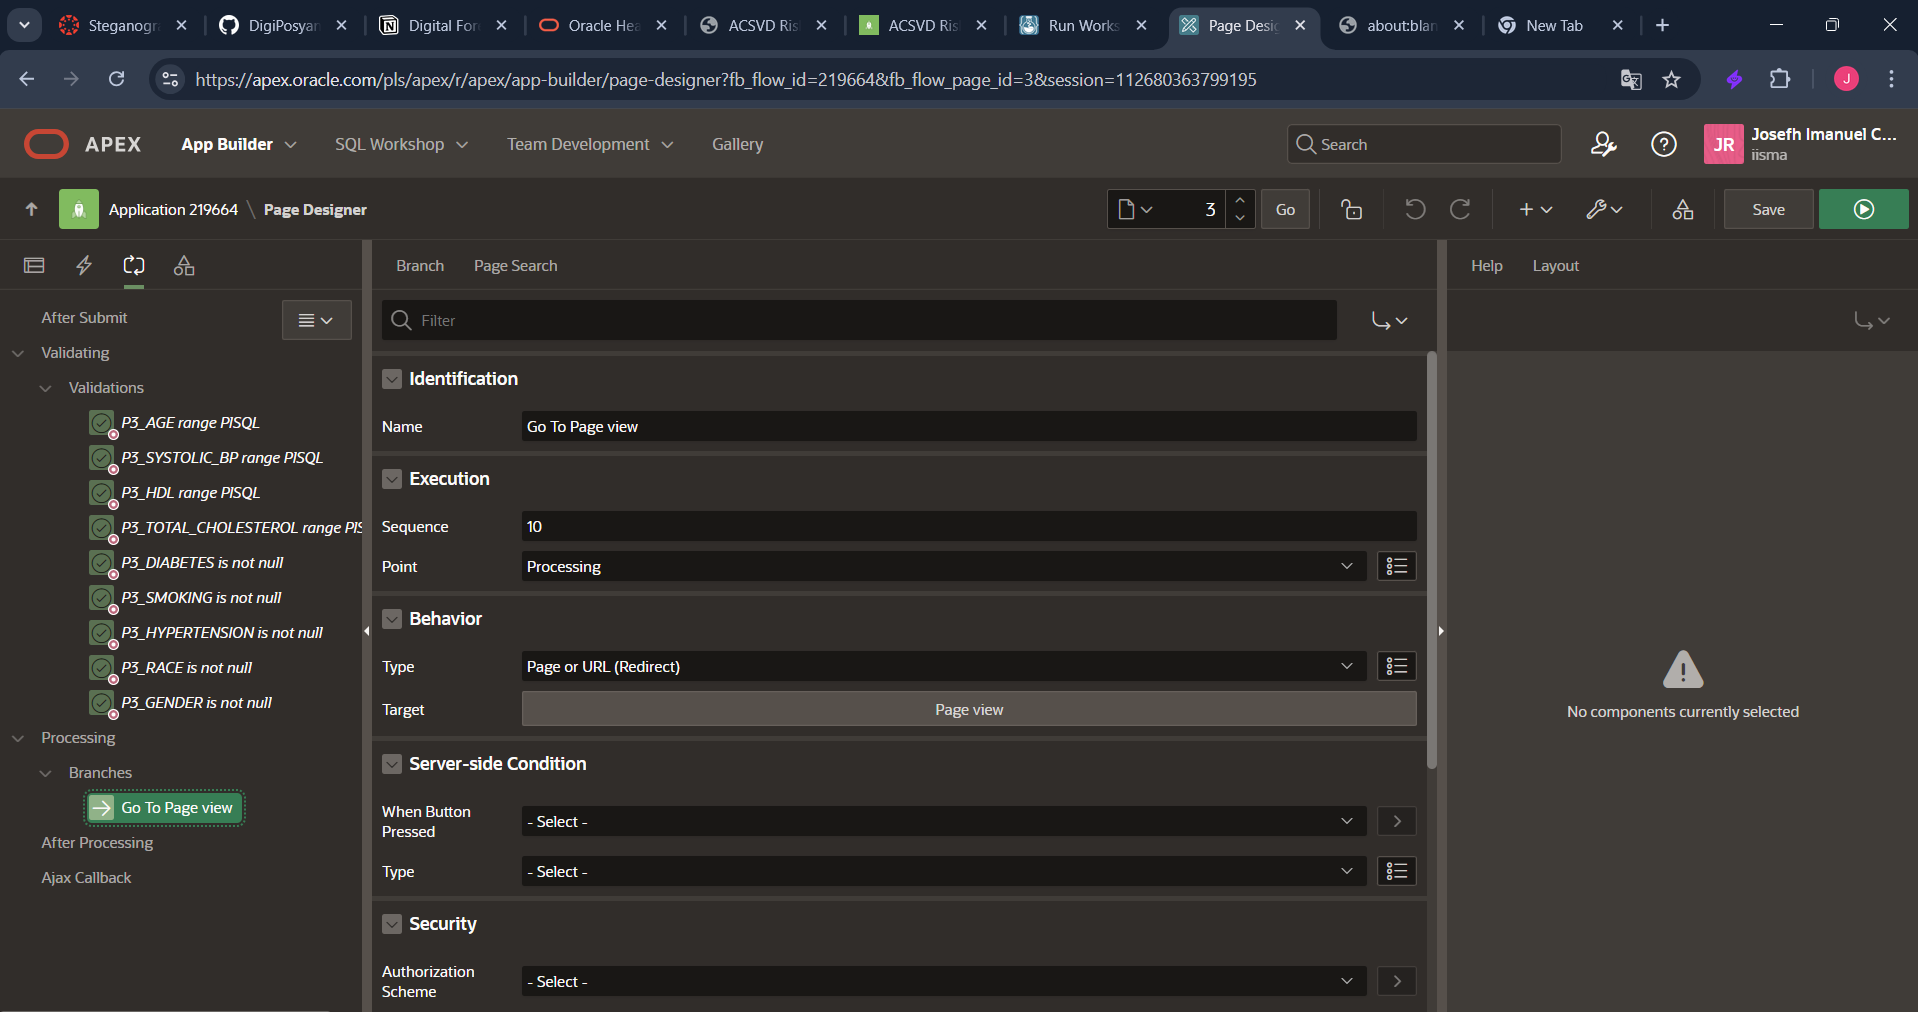 Steganogr
DigiPosyan
Digital For
Oracle Hea
ACSVD Ris
ACSVD Ris
Run Works
Page Desig
about:blan
New Tab
https://apex.oracle.com/pls/apex/r/apex/app-builder/page-designer?fb_flow_id=219664&fb_flow_page_id=3&session=112680363799195
J
APEX
App Builder
SQL Workshop
Team Development
Gallery
Search
JR
Josefh Imanuel C...
iisma
Application 219664 \ Page Designer
3
Go
Save
After Submit
Validating
Validations
P3_AGE range PlSQL
P3_SYSTOLIC_BP range PlSQL
P3_HDL range PlSQL
P3_TOTAL_CHOLESTEROL range PlS
P3_DIABETES is not null
P3_SMOKING is not null
P3_HYPERTENSION is not null
P3_RACE is not null
P3_GENDER is not null
Processing
Branches
Go To Page view
After Processing
Ajax Callback
Branch
Page Search
Filter
Identification
Name
Go To Page view
Execution
Sequence
10
Point
Processing
Behavior
Type
Page or URL (Redirect)
Target
Page view
Server-side Condition
When Button Pressed
- Select -
Type
- Select -
Security
Authorization Scheme
- Select -
Help
Layout
No components currently selected